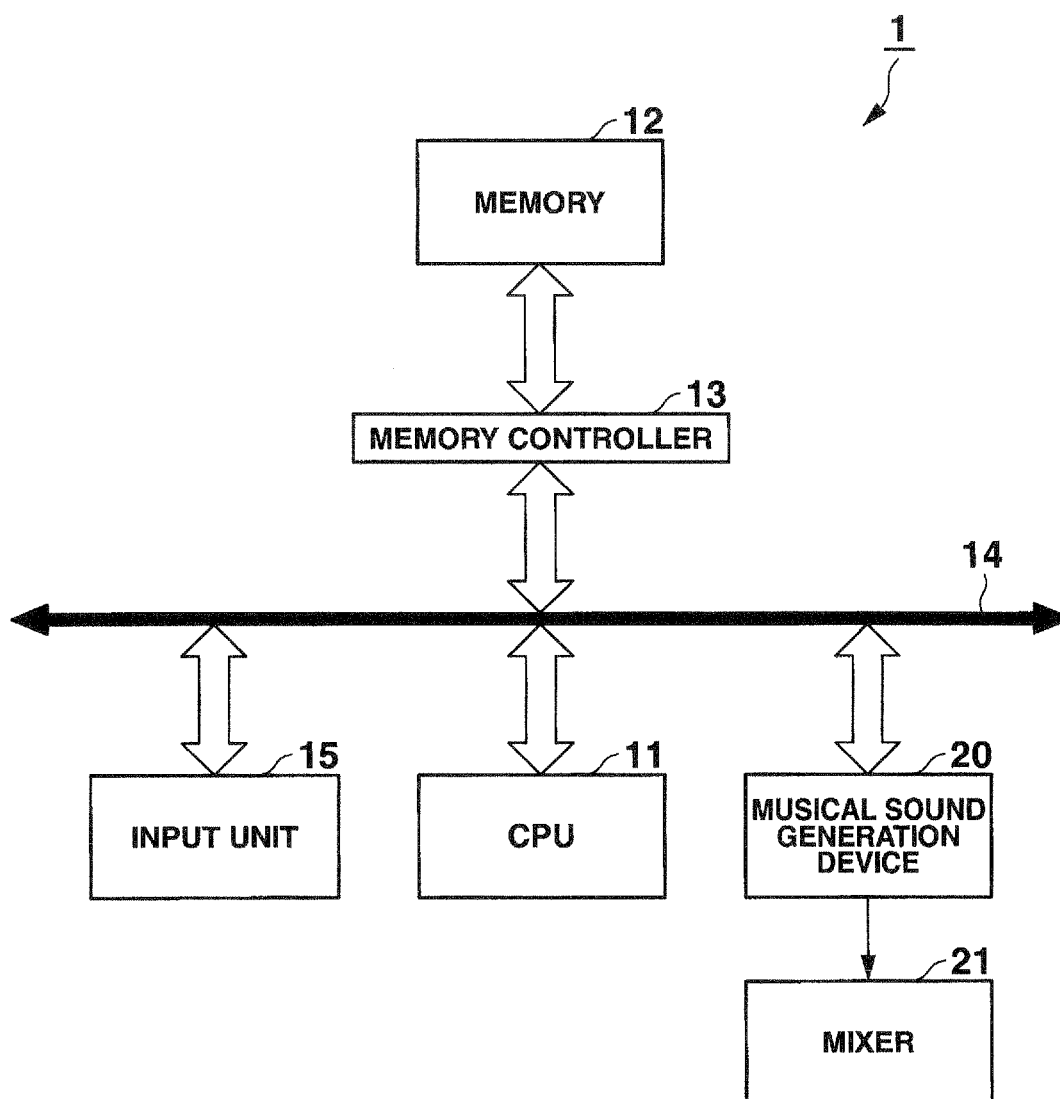 1
12
MEMORY
13
MEMORY CONTROLLER
14
15
INPUT UNIT
11
CPU
20
MUSICAL SOUND
GENERATION
DEVICE
21
MIXER